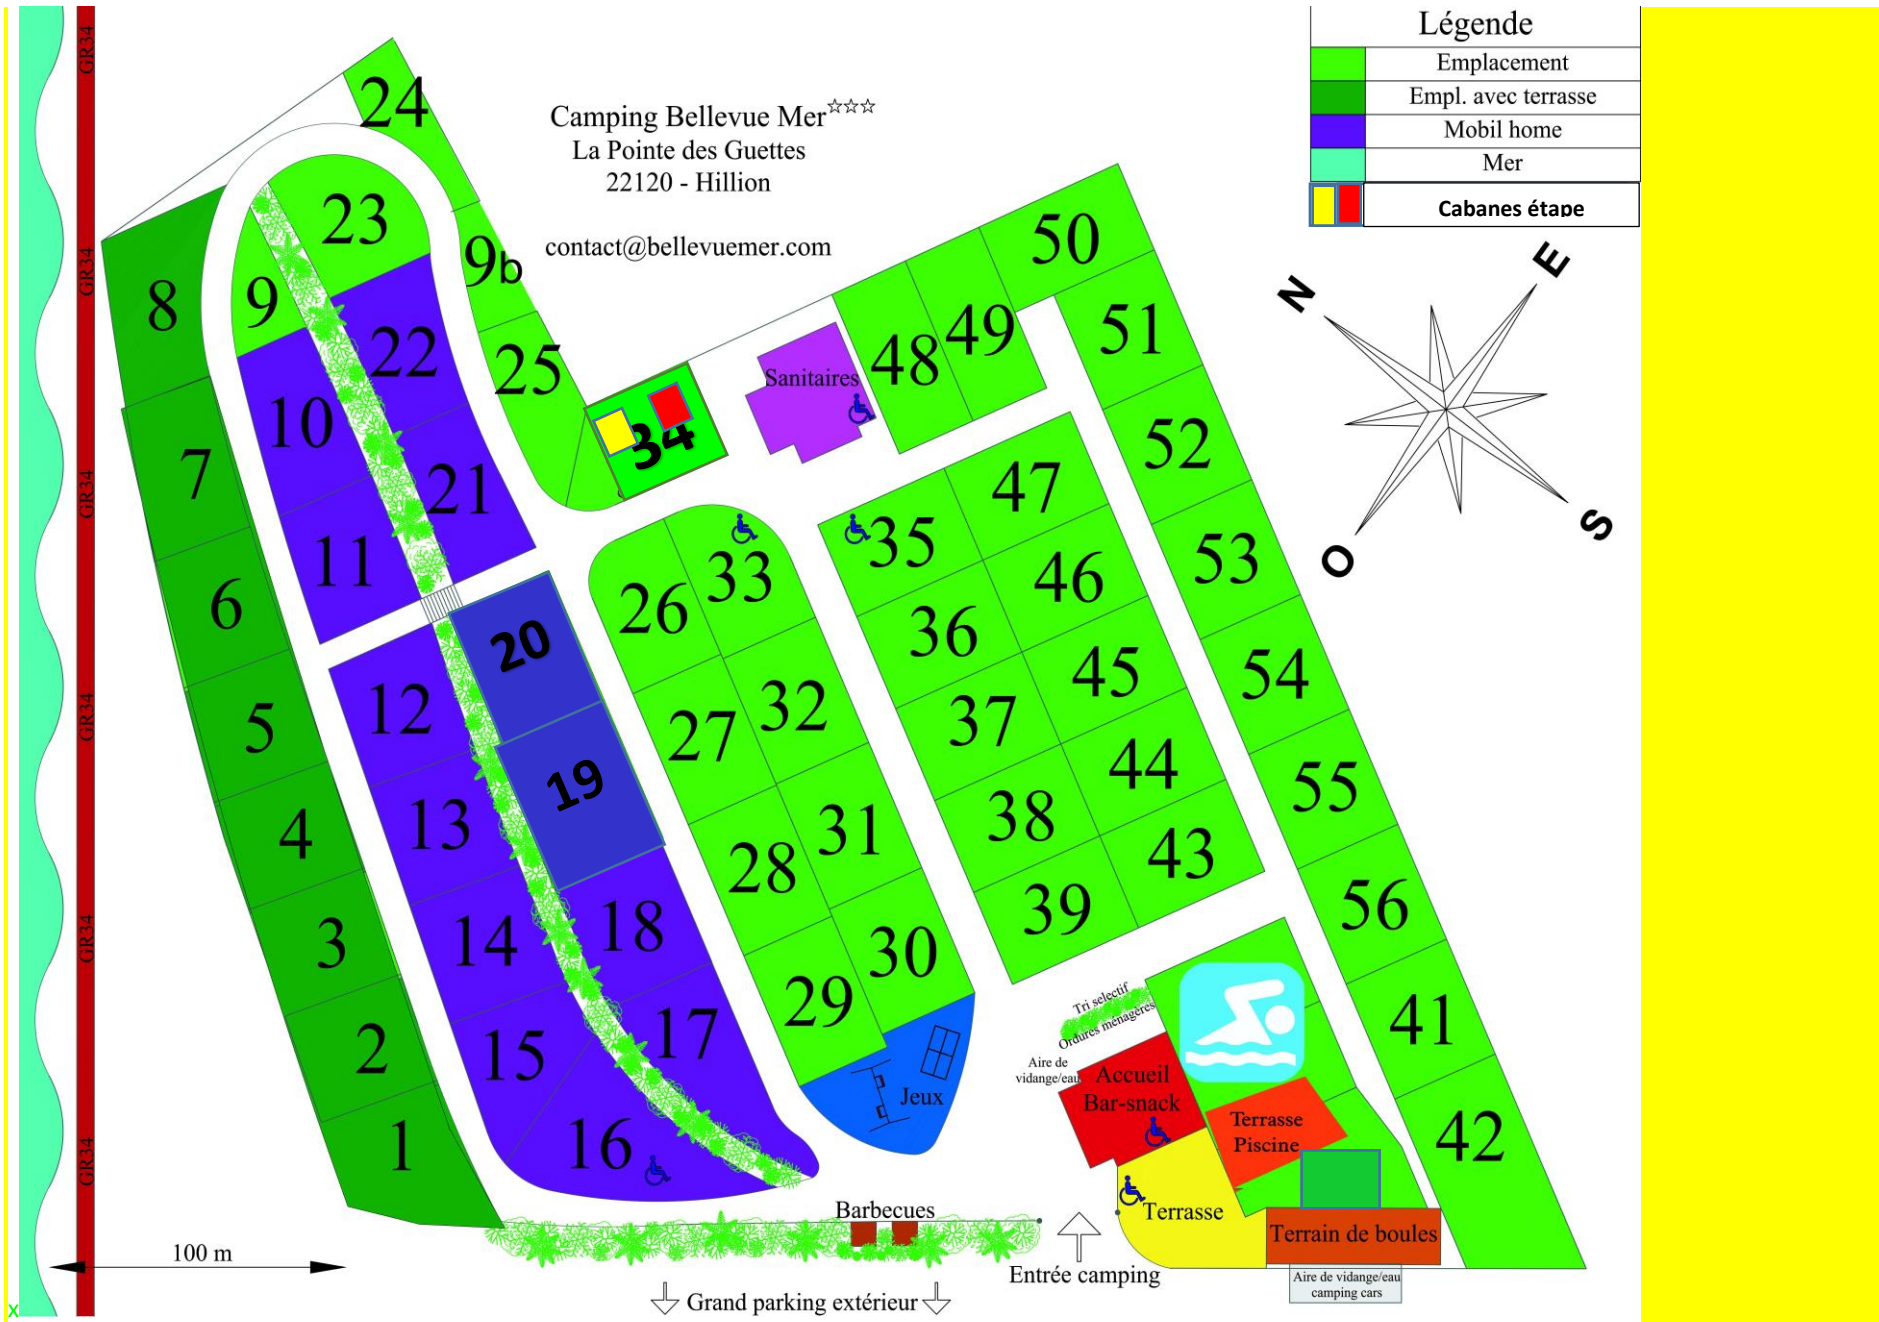 Légende
Emplacement
Empl. avec terrasse
Mobil home
Mer
Cabanes étape
Camping Bellevue Mer☆☆☆
La Pointe des Guettes
22120 - Hillion
contact@bellevuemer.com
N
E
S
O
GR34
GR34
GR34
GR34
GR34
GR34
24
23
9b
9
8
22
25
10
7
21
11
6
34
Sanitaires
48
49
50
51
52
53
54
55
56
41
42
47
35
46
36
45
37
44
38
43
39
33
26
32
27
31
28
30
29
20
19
12
13
18
14
17
15
16
5
4
3
2
1
Jeux
Tri selectif
Ordures ménagères
Aire de
vidange/eau
Accueil
Bar-snack
Terrasse
Piscine
Terrasse
Terrain de boules
Aire de vidange/eau
camping cars
Barbecues
Entrée camping
Grand parking extérieur
100 m
X